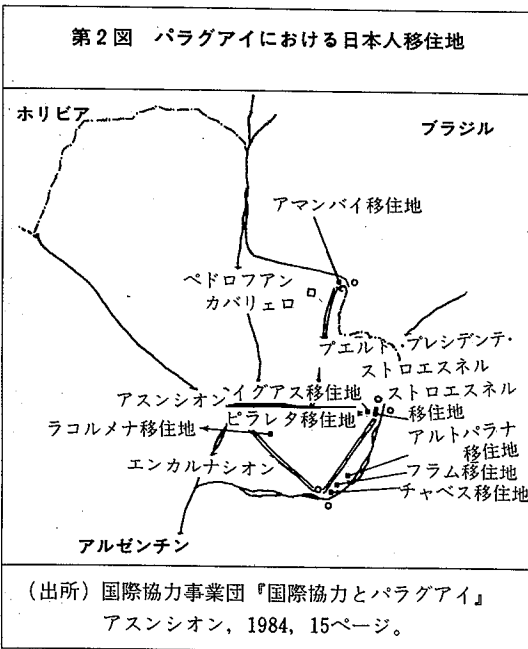 第2図 パラグアイにおける日本人移住地
ホリビア
ブラジル
アマンバイ移住地
ペドロフアン
カバリェロ
プエルト・プレシデンテ・
ストロエスネル
イグアス移住地
ストロエスネル
移住地
アスンシオン
ピラレタ移住地
ラコルメナ移住地
アルトパラナ
移住地
エンカルナシオン
フラム移住地
チャベス移住地
アルゼンチン
(出所)国際協力事業団『国際協力とパラグアイ』
アスンシオン,1984,15ページ。